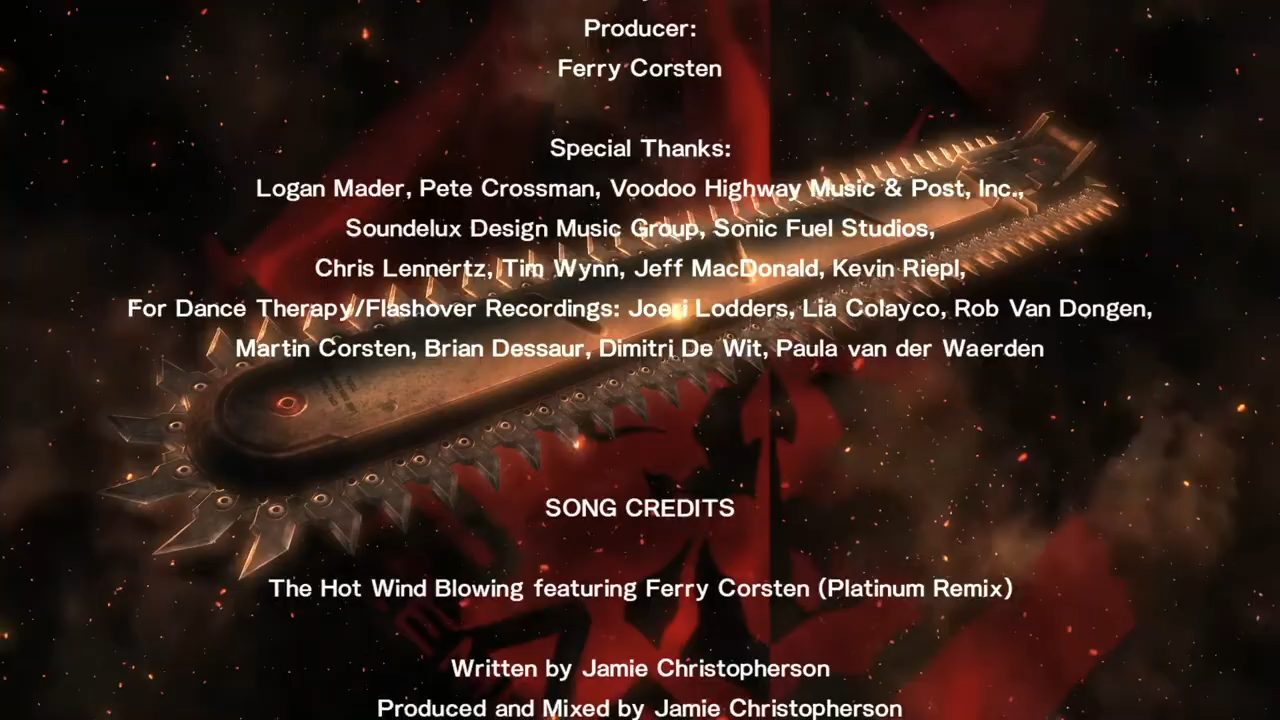 Producer:
Ferry Corsten
Special Thanks:
Logan Mader, Pete Crossman, Voodoo Highway Music & Post, Inc.,
Soundelux Design Music Group, Sonic Fuel Studios,
Chris Lennertz, Tim Wynn, Jeff MacDonald, Kevin Riepl,
For Dance Therapy/Flashover Recordings: Joeri Lodders, Lia Colayco, Rob Van Dongen,
Martin Corsten, Brian Dessaur, Dimitri De Wit, Paula van der Waerden
SONG CREDITS
The Hot Wind Blowing featuring Ferry Corsten (Platinum Remix)
Written by Jamie Christopherson
Produced and Mixed by Jamie Christopherson